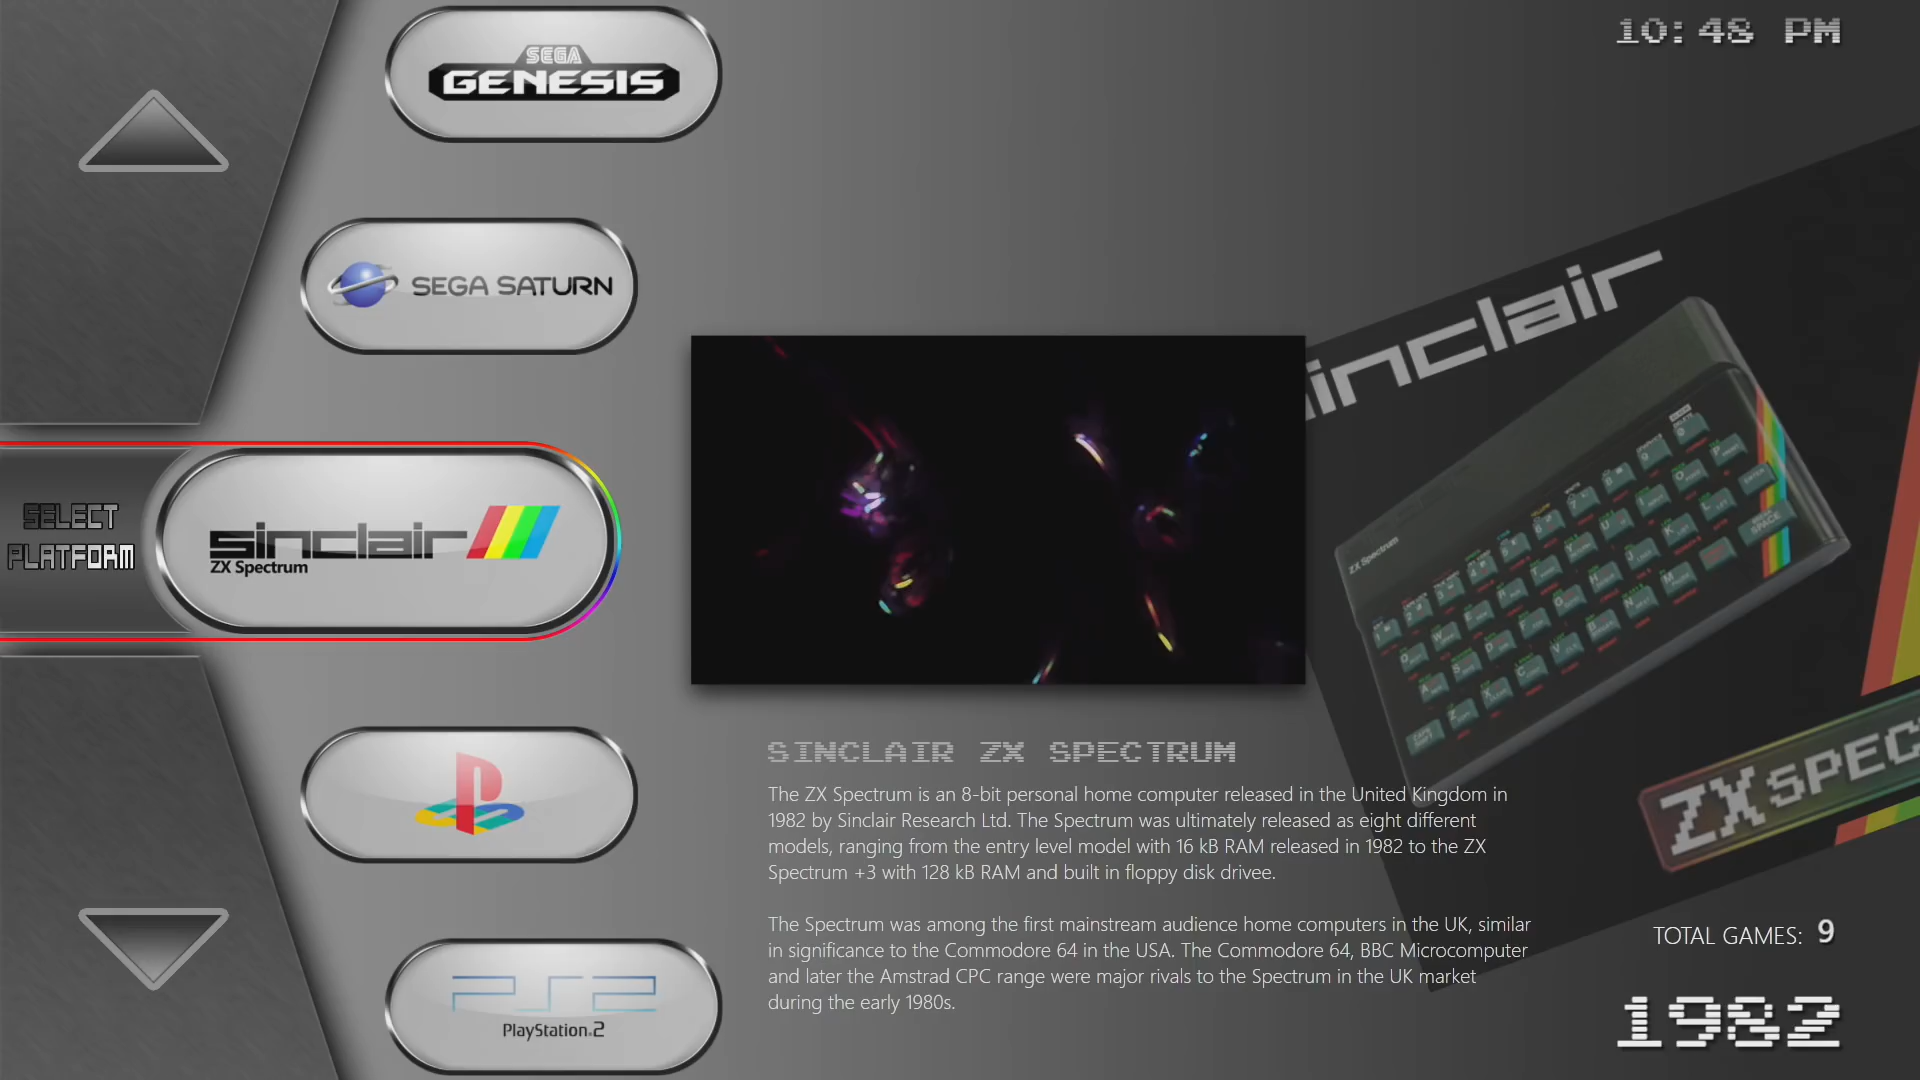 10:48 PM
SEGA
GENESIS
SEGA SATURN
SELECT
PLATFORM
sinclair
ZX Spectrum
PlayStation.2
sinclair
ZX Spectrum
SINCLAIR ZX SPECTRUM
The ZX Spectrum is an 8-bit personal home computer released in the United Kingdom in
1982 by Sinclair Research Ltd. The Spectrum was ultimately released as eight different
models, ranging from the entry level model with 16 kB RAM released in 1982 to the ZX
Spectrum +3 with 128 kB RAM and built in floppy disk drivee.
The Spectrum was among the first mainstream audience home computers in the UK, similar
in significance to the Commodore 64 in the USA. The Commodore 64, BBC Microcomputer
and later the Amstrad CPC range were major rivals to the Spectrum in the UK market
during the early 1980s.
ZX SPEC
TOTAL GAMES: 9
1982